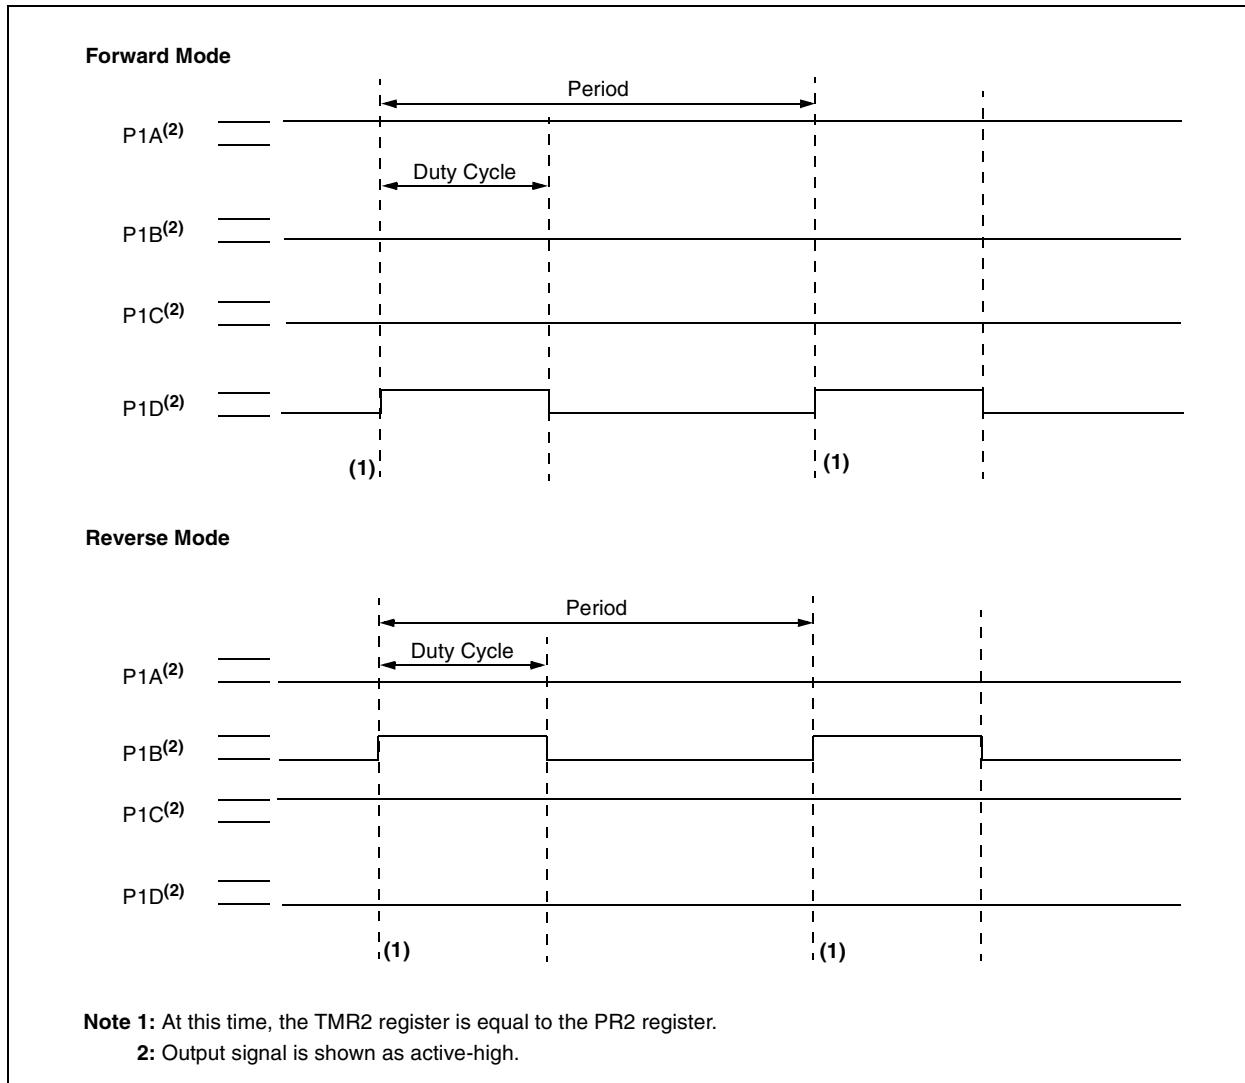 Forward Mode
Period
P1A(2)
Duty Cycle
P1B(2)
P1C(2)
P1D(2)
(1)
(1)
Reverse Mode
Period
Duty Cycle
P1A(2)
P1B(2)
P1C(2)
P1D(2)
(1)
(1)
Note 1: At this time, the TMR2 register is equal to the PR2 register.
2: Output signal is shown as active-high.